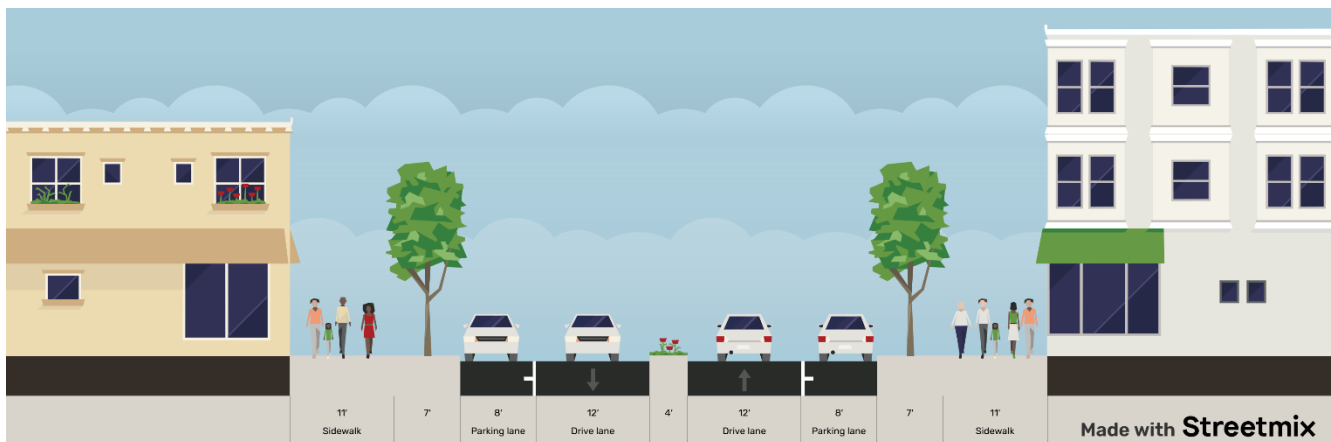 11' 7' 8' 12' 4' 12' 8' 7' 11'
Sidewalk Parking lane Drive lane Drive lane Parking lane Sidewalk
Made with Streetmix